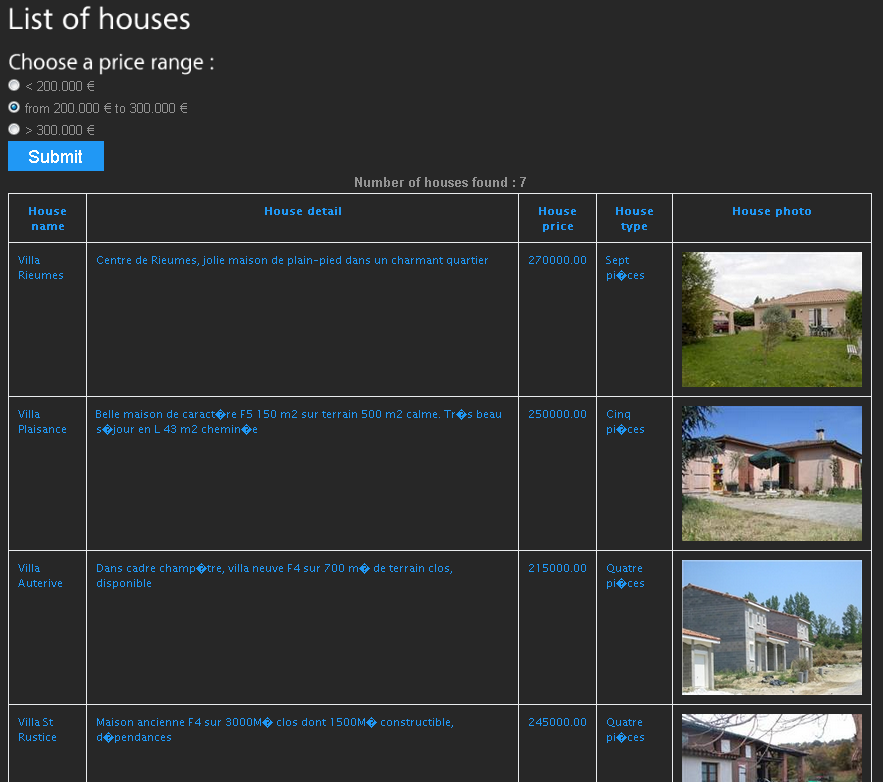 List of houses
Choose a price range :
< 200.000 €
from 200.000 € to 300.000 €
> 300.000 €
Submit
Number of houses found : 7
House name
House detail
House price
House type
House photo
Villa Rieumes
Centre de Rieumes, jolie maison de plain-pied dans un charmant quartier
270000.00
Sept pi�ces
Villa Plaisance
Belle maison de caract�re F5 150 m2 sur terrain 500 m2 calme. Tr�s beau
s�jour en L 43 m2 chemin�e
250000.00
Cinq pi�ces
Villa Auterive
Dans cadre champ�tre, villa neuve F4 sur 700 m� de terrain clos,
disponible
215000.00
Quatre pi�ces
Villa St Rustice
Maison ancienne F4 sur 3000M� clos dont 1500M� constructible,
d�pendances
245000.00
Quatre pi�ces